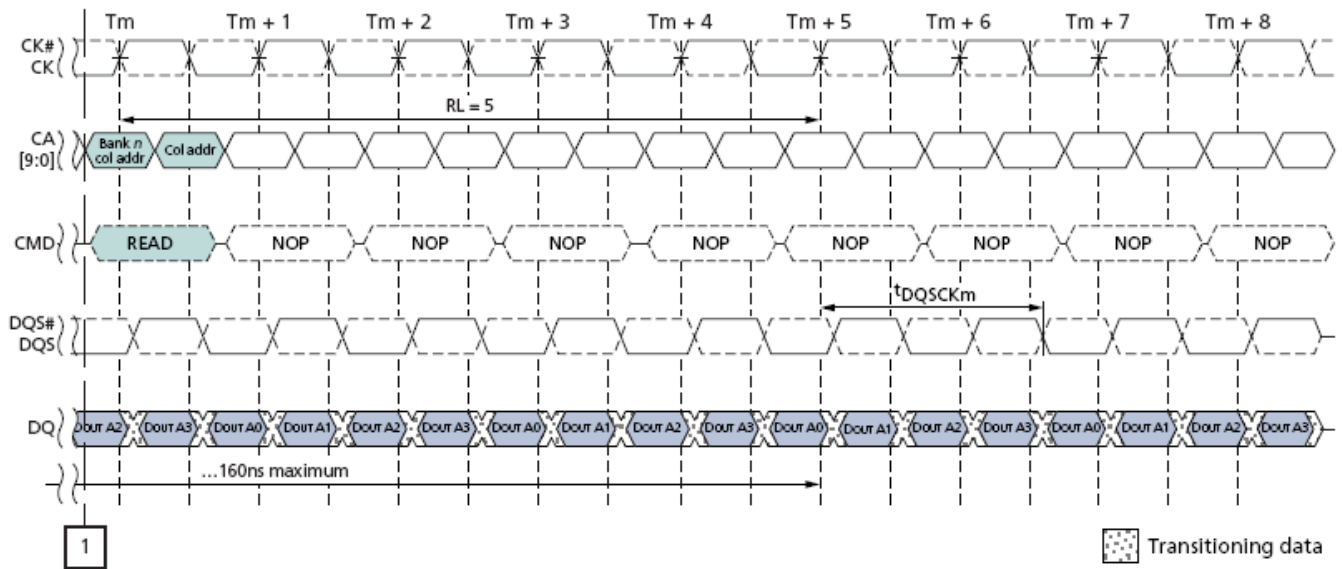 Tm Tm + 1 Tm + 2 Tm + 3 Tm + 4 Tm + 5 Tm + 6 Tm + 7 Tm + 8
CK#
CK
RL = 5
CA
[9:0]
Bank n
col addr
Col addr
CMD READ NOP NOP NOP NOP NOP NOP NOP NOP
tDQSCKm
DQS#
DQS
DQ DOUT A2 DOUT A3 DOUT A0 DOUT A1 DOUT A2 DOUT A3 DOUT A0 DOUT A1 DOUT A2 DOUT A3 DOUT A0 DOUT A1 DOUT A2 DOUT A3 DOUT A0 DOUT A1 DOUT A2 DOUT A3
...160ns maximum
1
Transitioning data